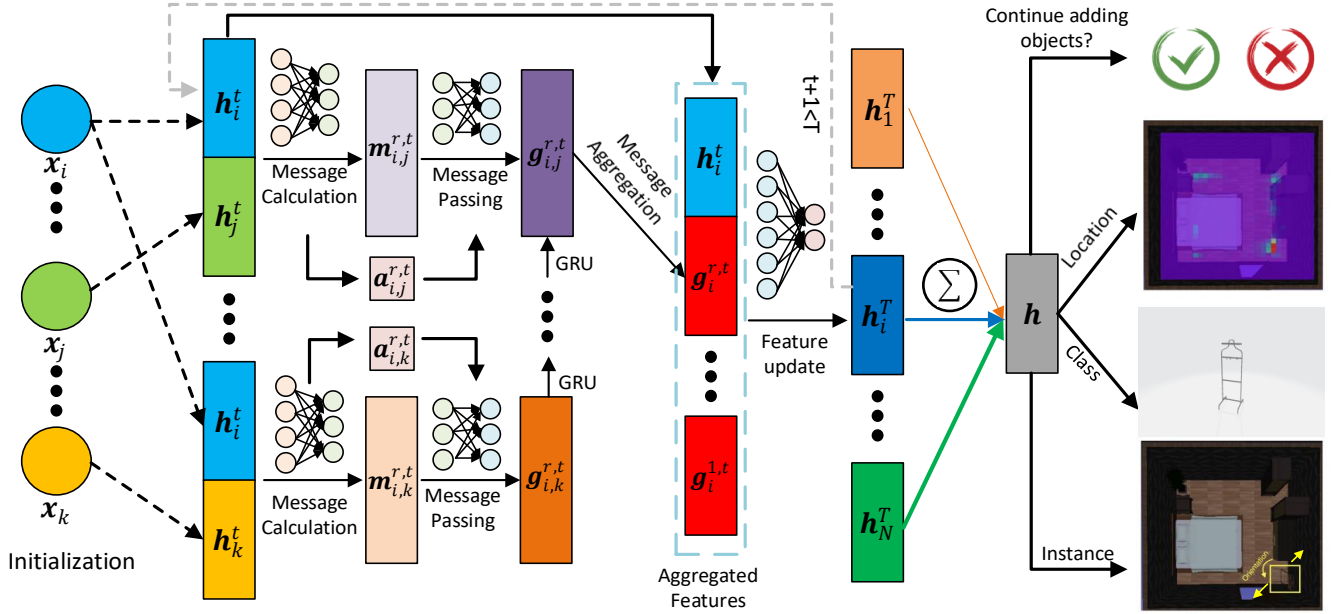 x_i
x_j
x_k
Initialization
h_i^t
h_j^t
h_i^t
h_k^t
Message
Calculation
m_{i,j}^{r,t}
Message
Passing
g_{i,j}^{r,t}
a_{i,j}^{r,t}
GRU
a_{i,k}^{r,t}
GRU
Message
Calculation
m_{i,k}^{r,t}
Message
Passing
g_{i,k}^{r,t}
Message
Aggregation
h_i^t
g_i^{r,t}
g_i^{1,t}
Aggregated
Features
t+1<T
Feature
update
h_1^T
h_i^T
h_N^T
∑
h
Continue adding
objects?
Location
Class
Instance
Orientation